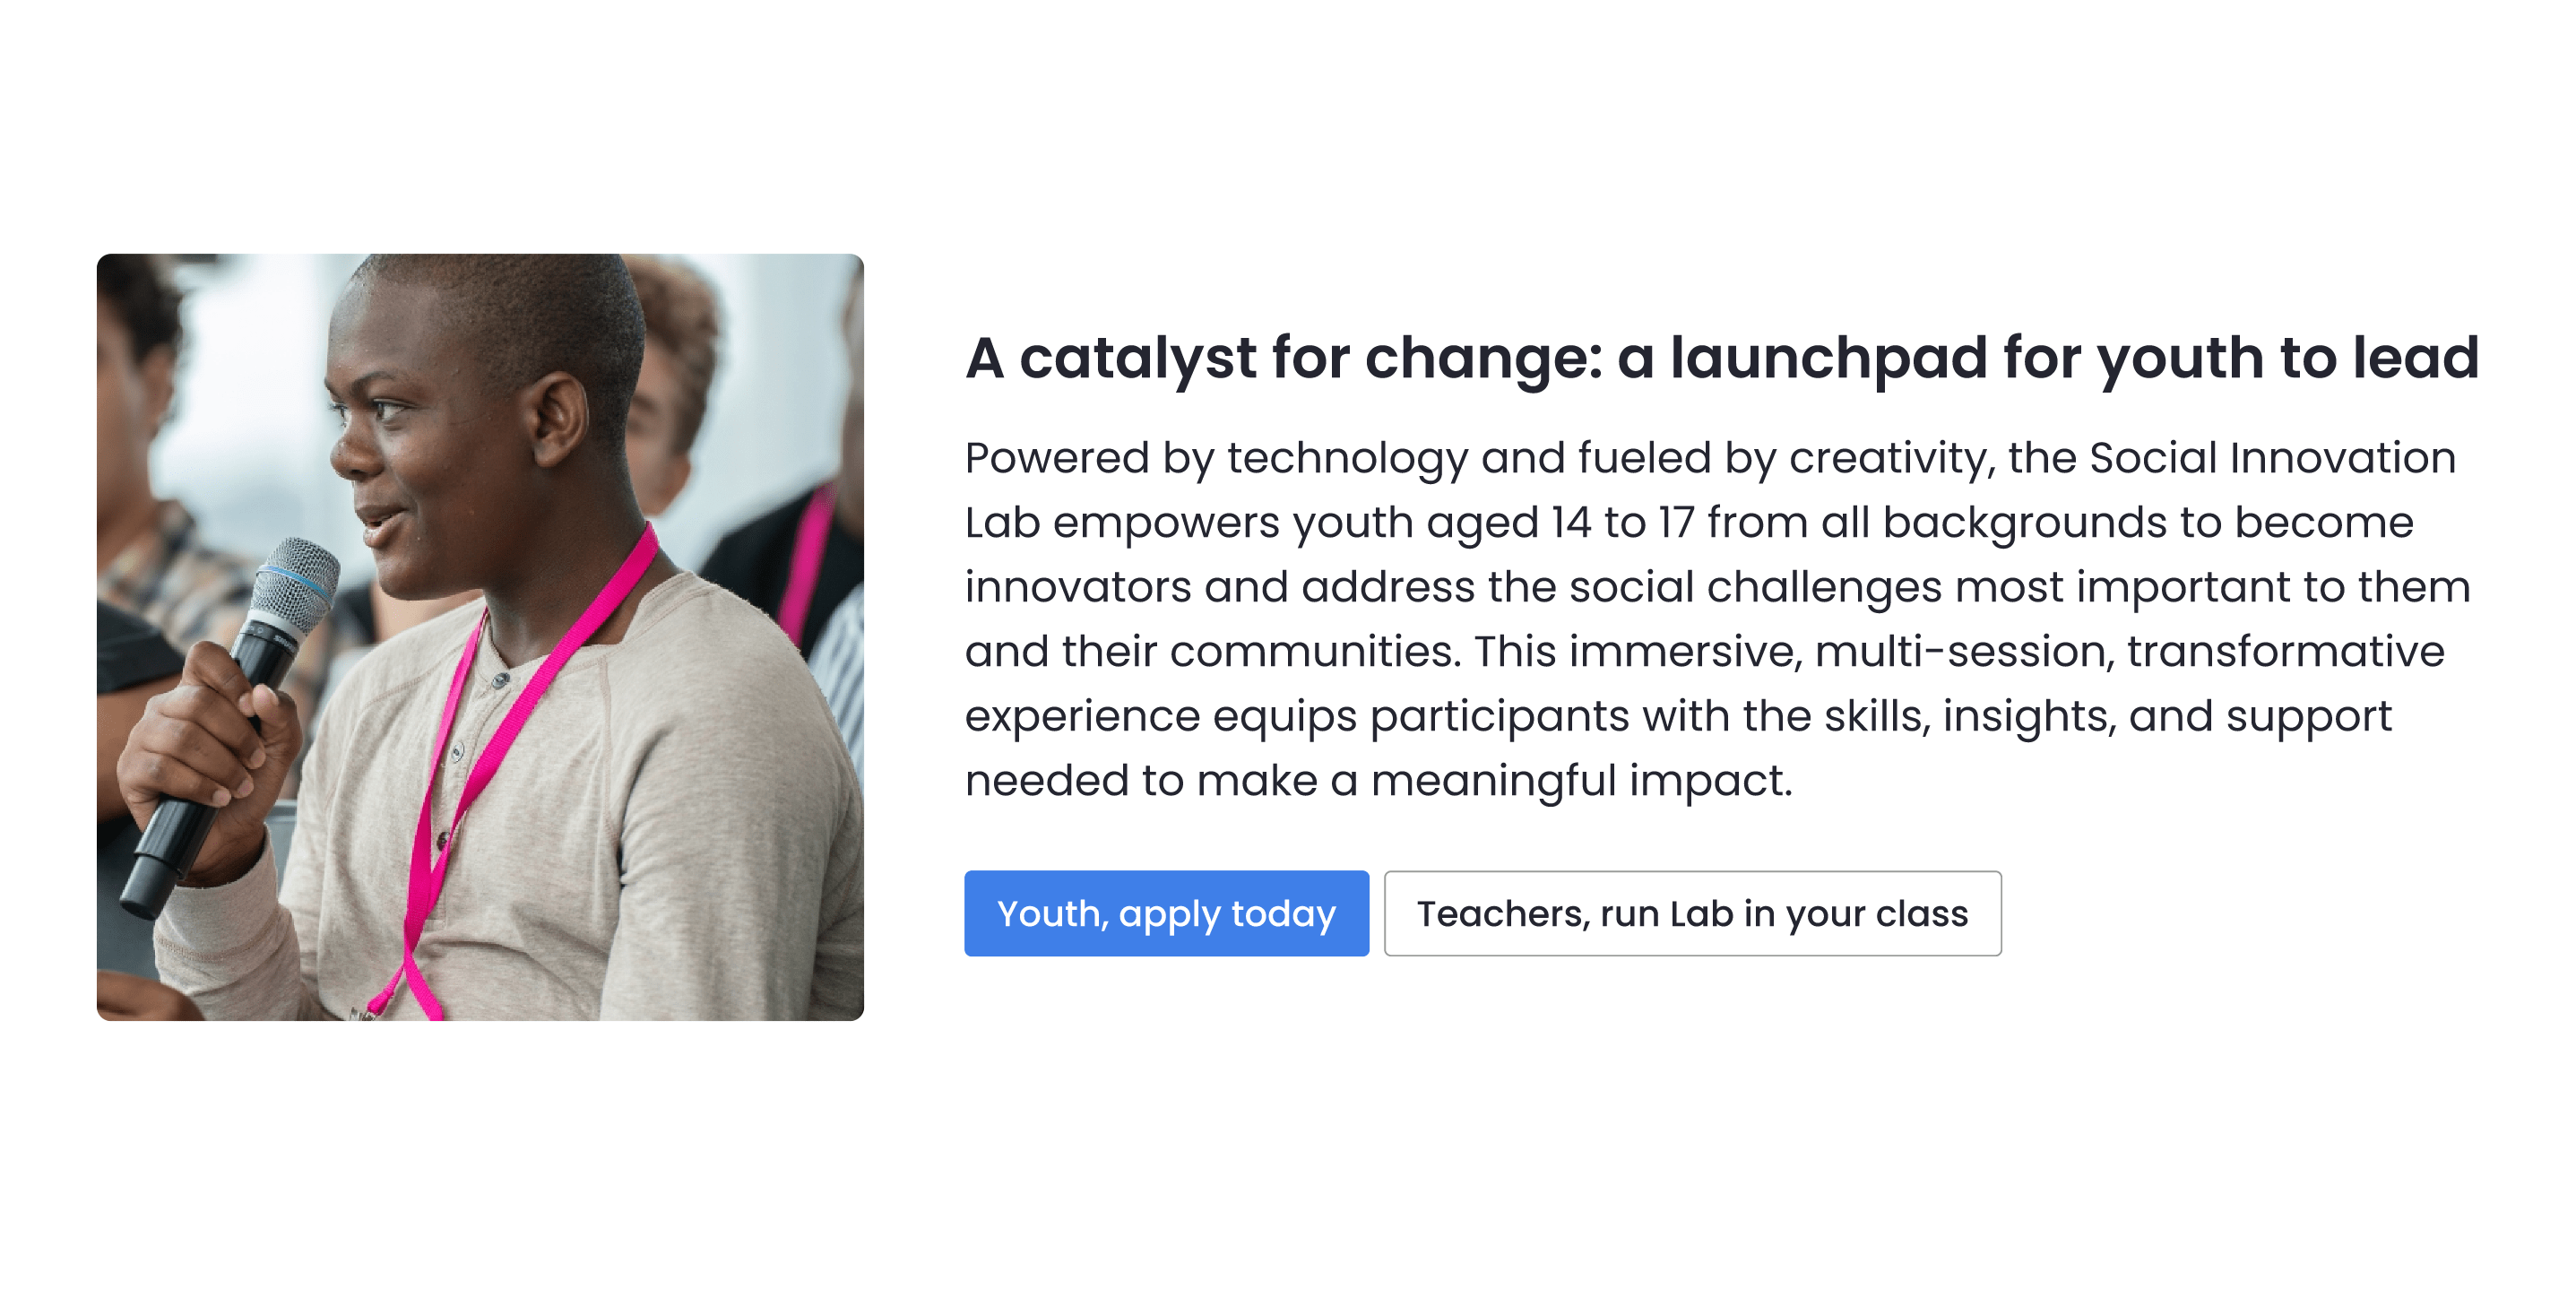 A catalyst for change: a launchpad for youth to lead
Powered by technology and fueled by creativity, the Social Innovation
Lab empowers youth aged 14 to 17 from all backgrounds to become
innovators and address the social challenges most important to them
and their communities. This immersive, multi-session, transformative
experience equips participants with the skills, insights, and support
needed to make a meaningful impact.
Youth, apply today
Teachers, run Lab in your class